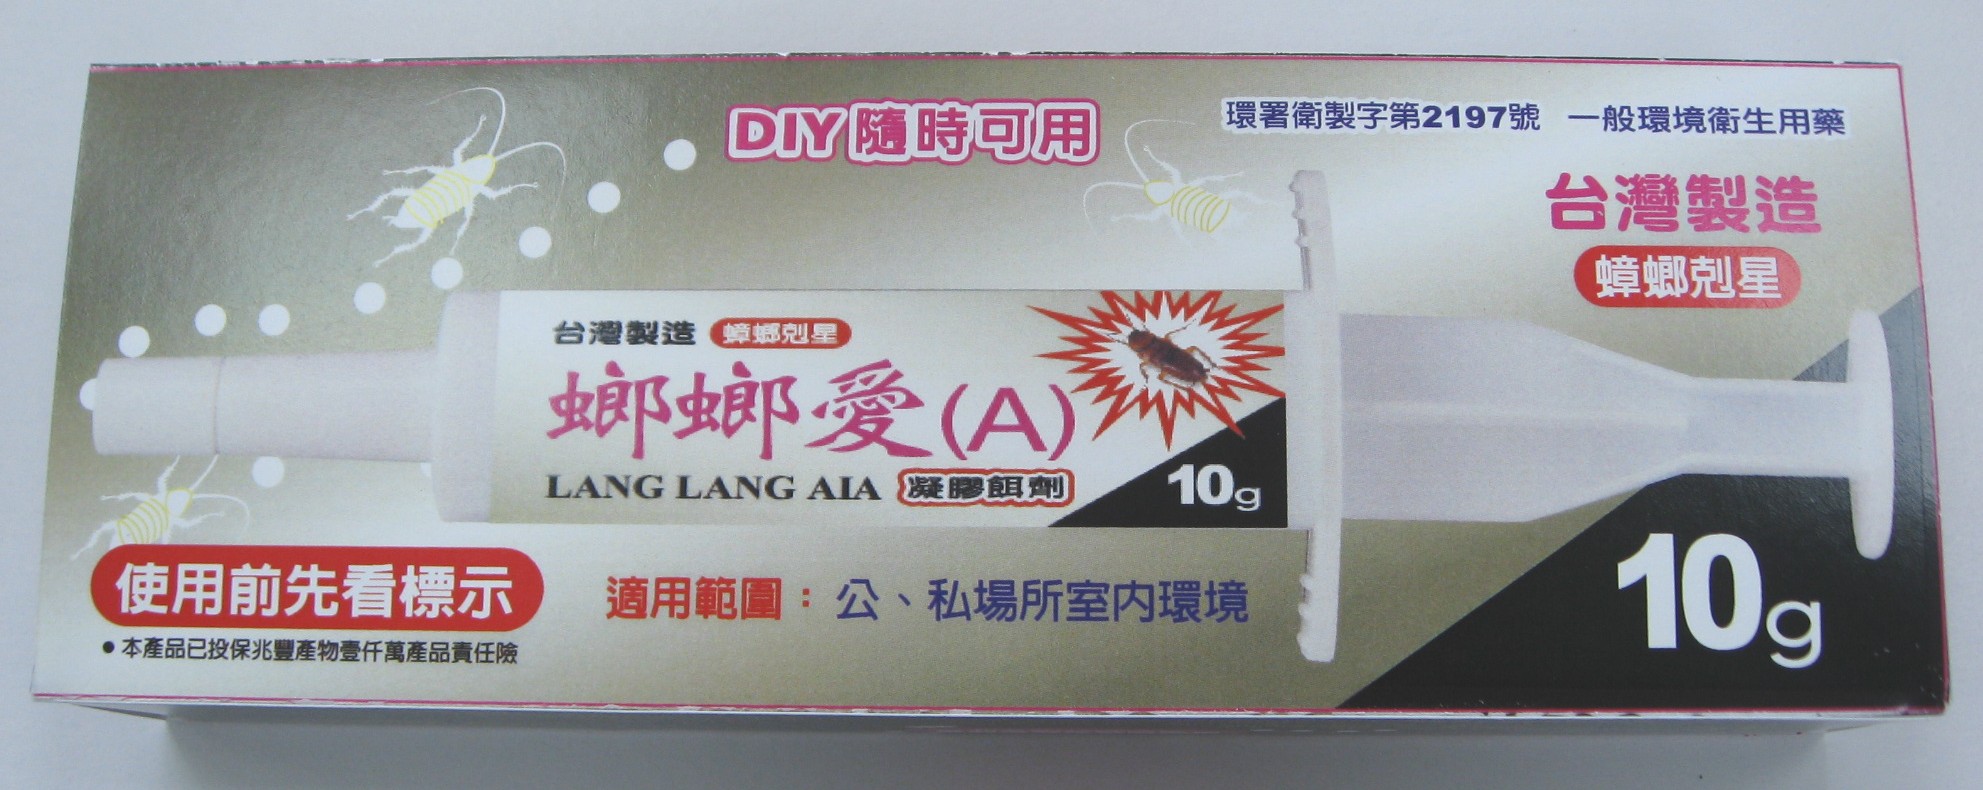 DIY隨時可用
環署衛製字第2197號 一般環境衛生用藥
台灣製造
蟑螂剋星
台灣製造 蟑螂剋星
螂螂愛(A)
LANG LANG AIA 凝膠餌劑
10g
使用前先看標示
適用範圍：公、私場所室內環境
10g
●本產品已投保兆豐產物壹仟萬產品責任險